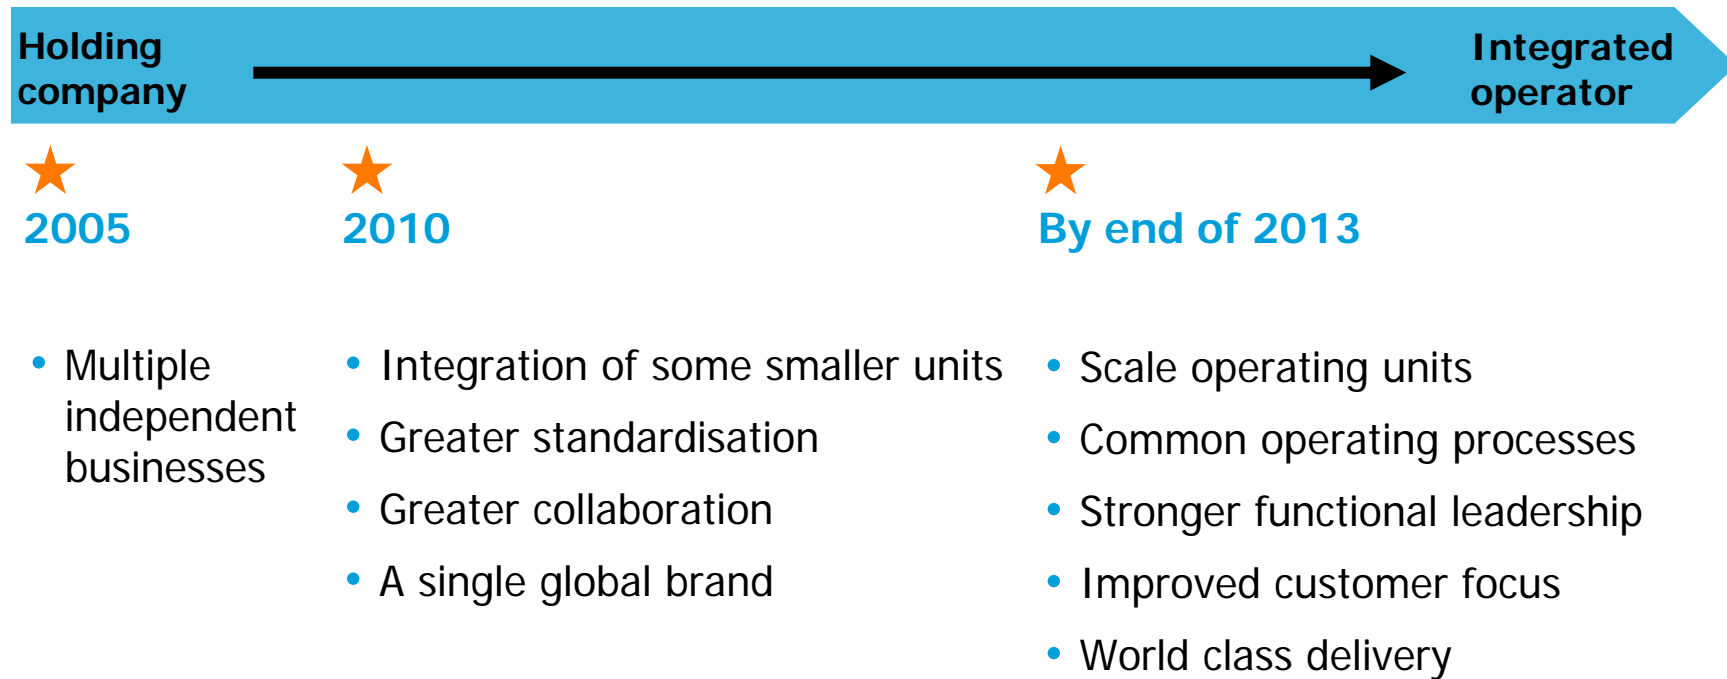 Holding
company
Integrated
operator
2005
2010
By end of 2013
• Multiple
independent
businesses
• Integration of some smaller units
• Greater standardisation
• Greater collaboration
• A single global brand
• Scale operating units
• Common operating processes
• Stronger functional leadership
• Improved customer focus
• World class delivery